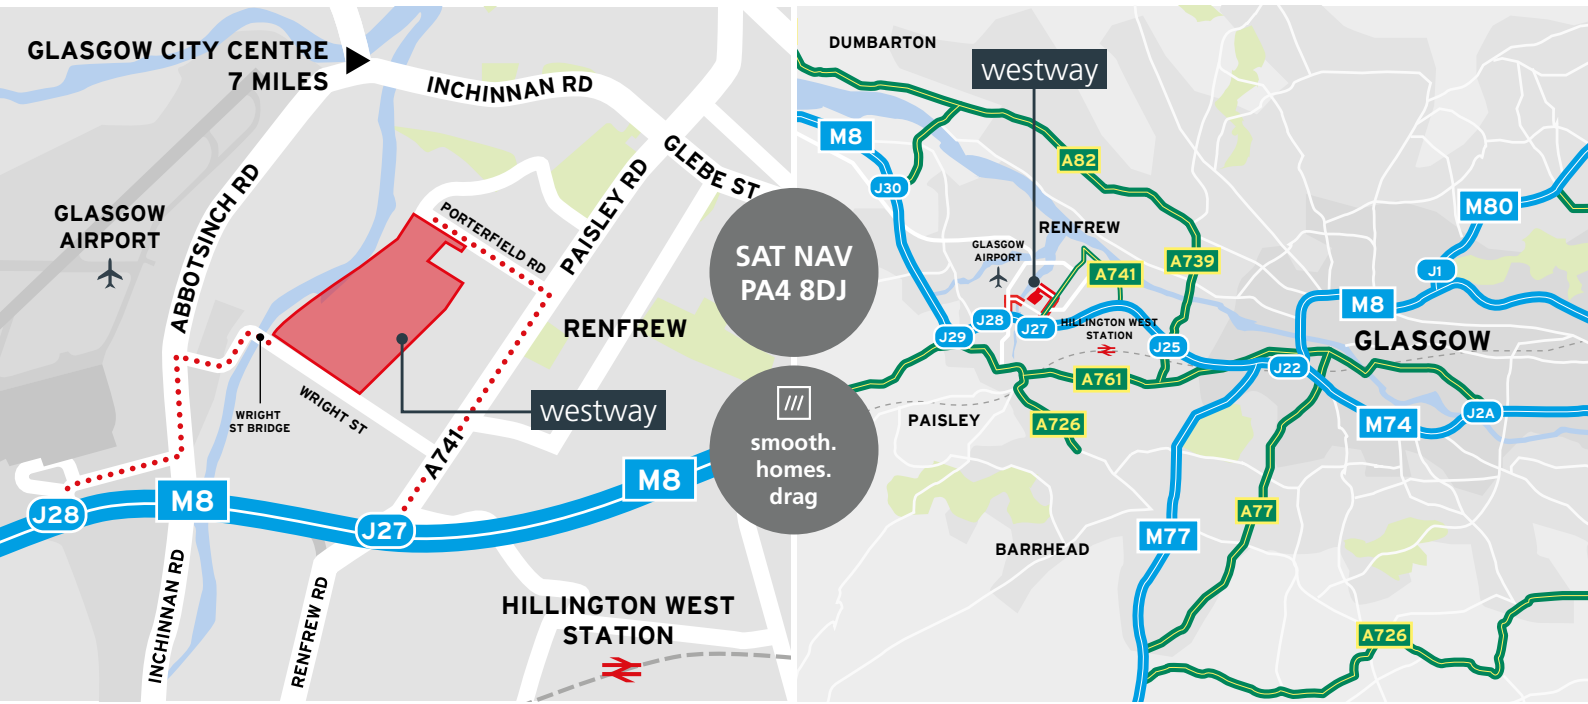 GLASGOW CITY CENTRE
7 MILES
INCHINNAN RD
GLEBE ST
PAISLEY RD
ABBOTSINCH RD
GLASGOW
AIRPORT
PORTERFIELD RD
RENFREW
westway
WRIGHT
ST BRIDGE
WRIGHT ST
A741
M8
M8
J28
J27
INCHINNAN RD
RENFREW RD
HILLINGTON WEST
STATION
SAT NAV
PA4 8DJ
///
smooth.
homes.
drag
DUMBARTON
westway
M8
A82
J30
M80
RENFREW
GLASGOW
AIRPORT
A741
A739
J1
M8
J28
J27
HILLINGTON WEST
STATION
J29
J25
GLASGOW
J22
A761
PAISLEY
A726
M74
J2A
A77
M77
BARRHEAD
A726